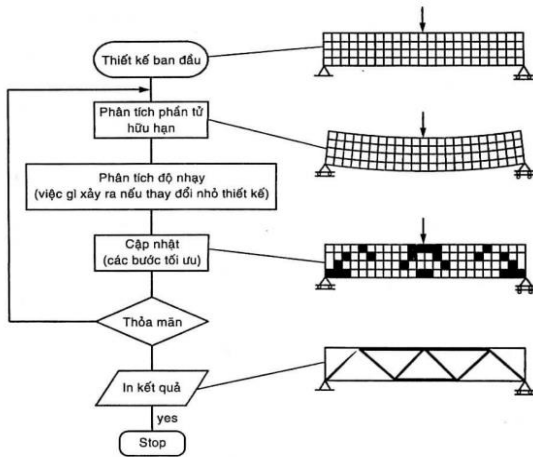 Thiết kế ban đầu
Phân tích phần tử
hữu hạn
Phân tích độ nhạy
(việc gì xảy ra nếu thay đổi nhỏ thiết kế)
Cập nhật
(các bước tối ưu)
Thỏa mãn
In kết quả
yes
Stop